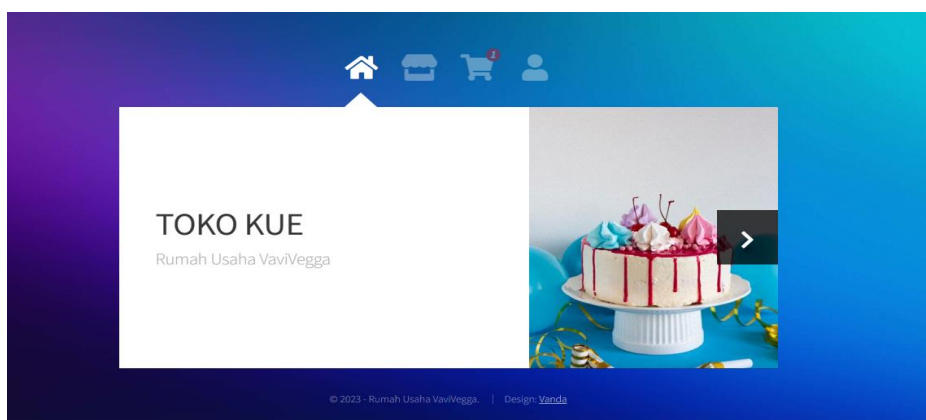 1
TOKO KUE
Rumah Usaha VaviVegga
© 2023 - Rumah Usaha VaviVegga. | Design: Vanda